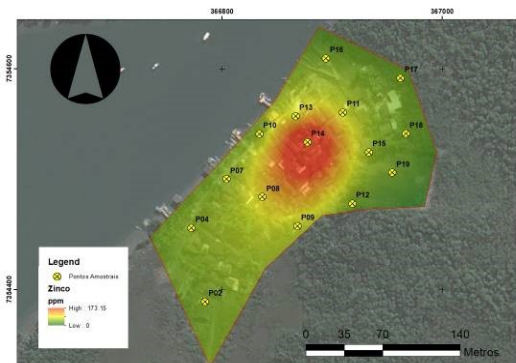 366800
367000
7354600
7354400
P16
P17
P13
P11
P10
P14
P18
P15
P07
P19
P08
P12
P04
P09
P02
Legend
Pontos Amostrais
Zinco
ppm
High : 173.15
Low : 0
0 35 70 140
Metros